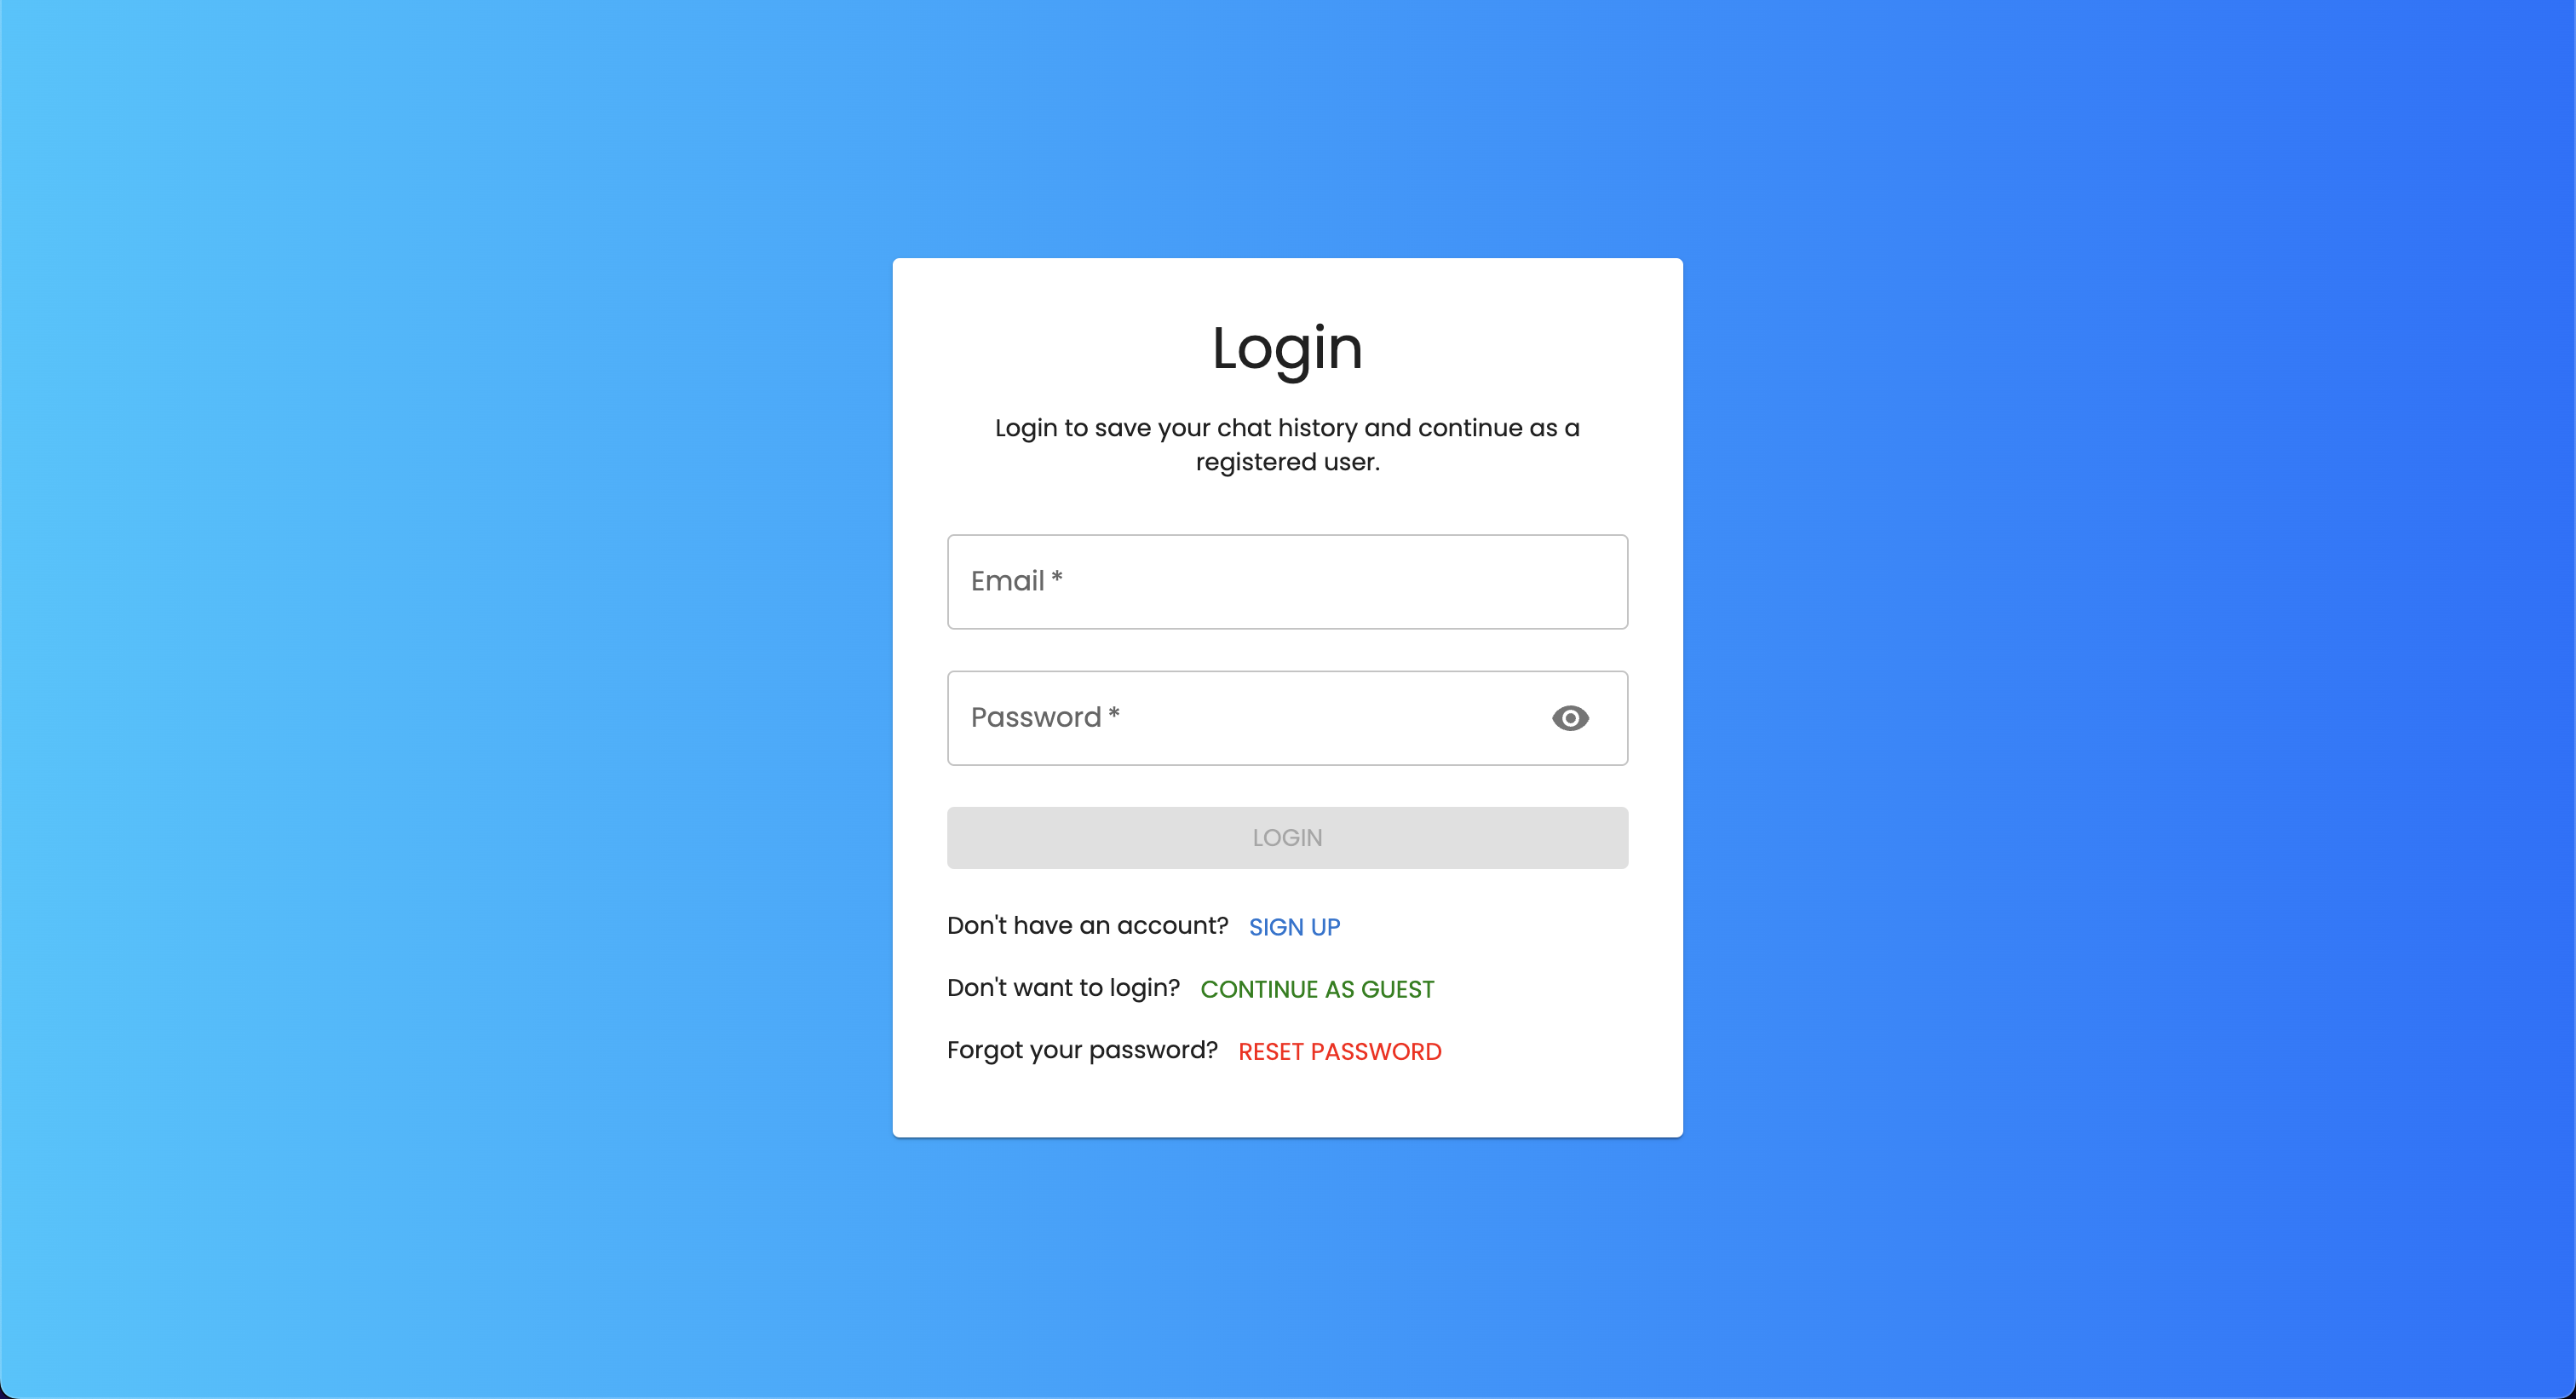 Login
Login to save your chat history and continue as a
registered user.
Email *
Password *
LOGIN
Don't have an account? SIGN UP
Don't want to login? CONTINUE AS GUEST
Forgot your password? RESET PASSWORD